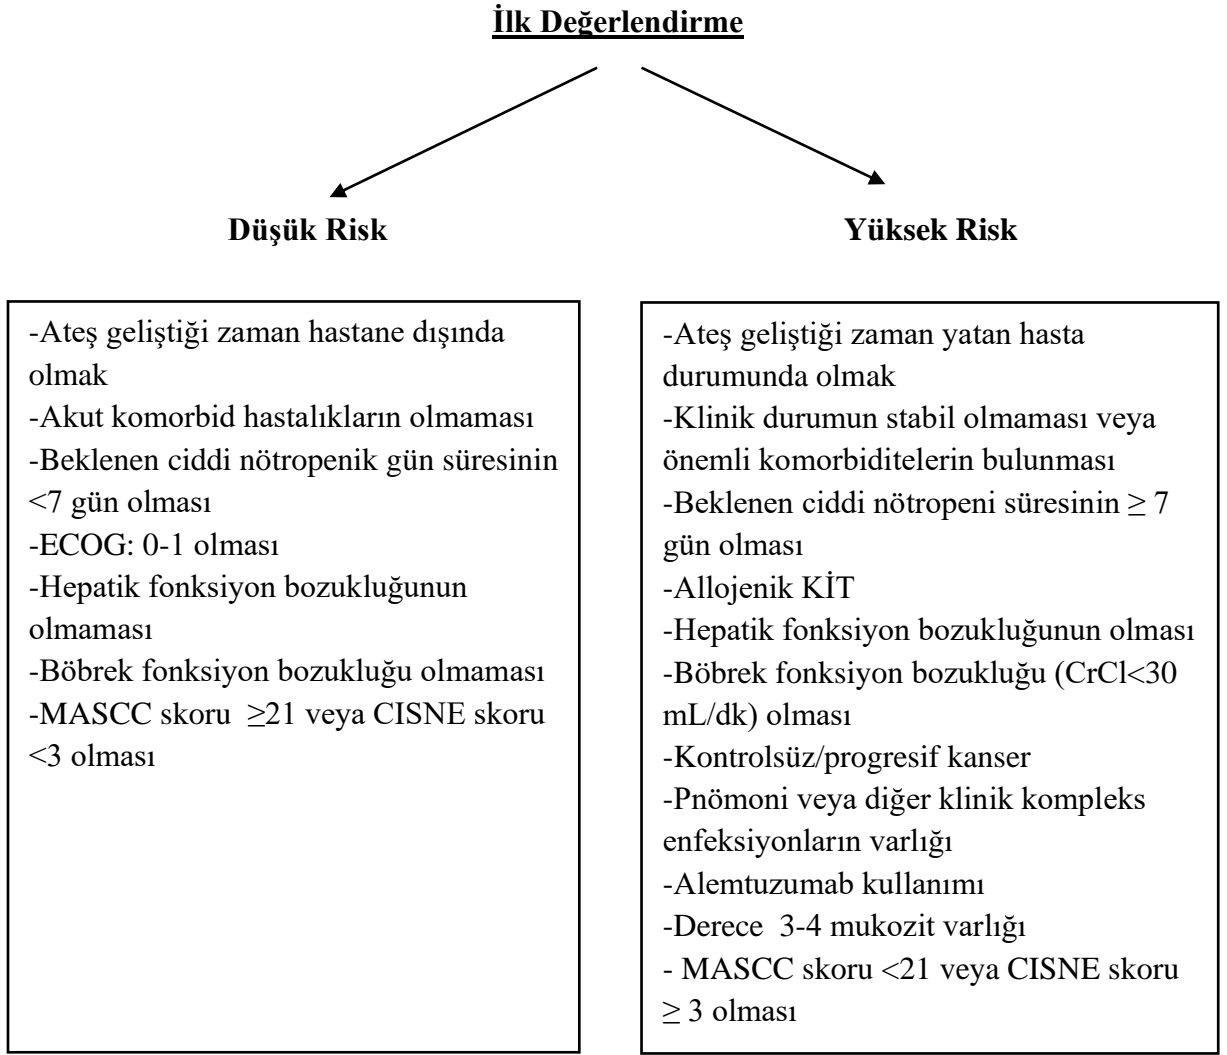 İlk Değerlendirme
Düşük Risk
-Ateş geliştiği zaman hastane dışında
olmak
-Akut komorbid hastalıkların olmaması
-Beklenen ciddi nötropenik gün süresinin
<7 gün olması
-ECOG: 0-1 olması
-Hepatik fonksiyon bozukluğunun
olmaması
-Böbrek fonksiyon bozukluğu olmaması
-MASCC skoru ≥21 veya CISNE skoru
<3 olması
Yüksek Risk
-Ateş geliştiği zaman yatan hasta
durumunda olmak
-Klinik durumun stabil olmaması veya
önemli komorbiditelerin bulunması
-Beklenen ciddi nötropeni süresinin ≥ 7
gün olması
-Allojenik KİT
-Hepatik fonksiyon bozukluğunun olması
-Böbrek fonksiyon bozukluğu (CrCl<30
mL/dk) olması
-Kontrolsüz/progresif kanser
-Pnömoni veya diğer klinik kompleks
enfeksiyonların varlığı
-Alemtuzumab kullanımı
-Derece 3-4 mukozit varlığı
- MASCC skoru <21 veya CISNE skoru
≥ 3 olması